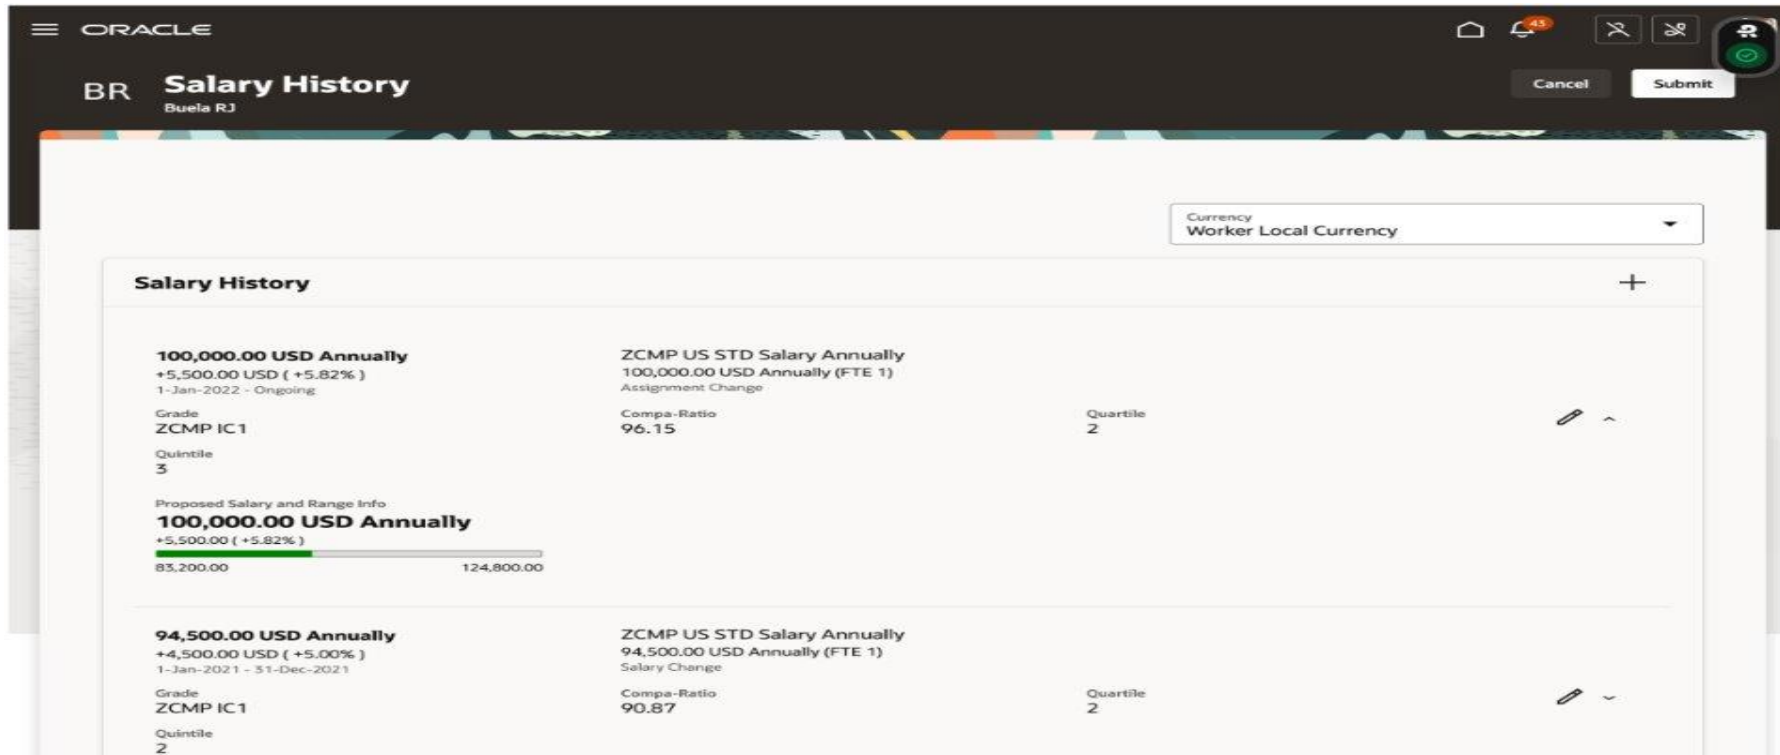 ORACLE
43
BR
Salary History
Buela RJ
Cancel
Submit
Currency
Worker Local Currency
Salary History
100,000.00 USD Annually
+5,500.00 USD ( +5.82% )
1-Jan-2022 - Ongoing
ZCMP US STD Salary Annually
100,000.00 USD Annually (FTE 1)
Assignment Change
Grade
ZCMP IC1
Compa-Ratio
96.15
Quartile
2
Quintile
3
Proposed Salary and Range Info
100,000.00 USD Annually
+5,500.00 ( +5.82% )
83,200.00
124,800.00
94,500.00 USD Annually
+4,500.00 USD ( +5.00% )
1-Jan-2021 - 31-Dec-2021
ZCMP US STD Salary Annually
94,500.00 USD Annually (FTE 1)
Salary Change
Grade
ZCMP IC1
Compa-Ratio
90.87
Quartile
2
Quintile
2